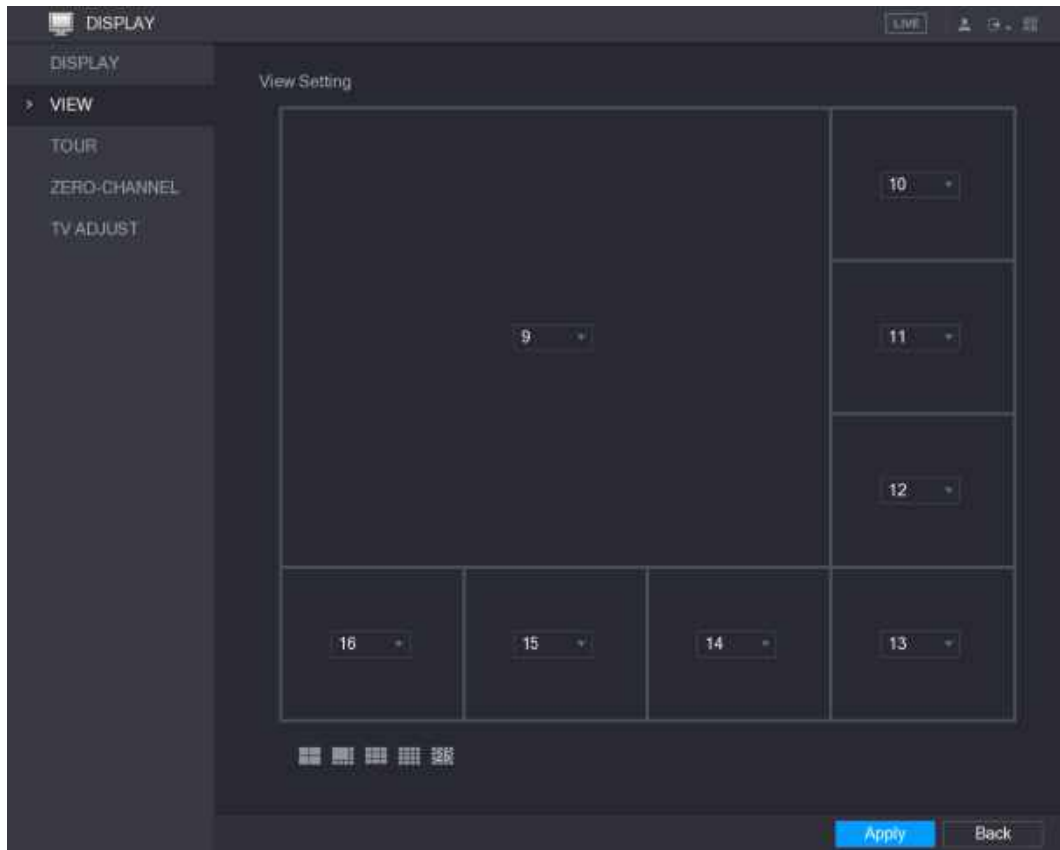 DISPLAY
LIVE
DISPLAY
VIEW
TOUR
ZERO-CHANNEL
TV ADJUST
View Setting
10
9
11
12
16
15
14
13
Apply
Back